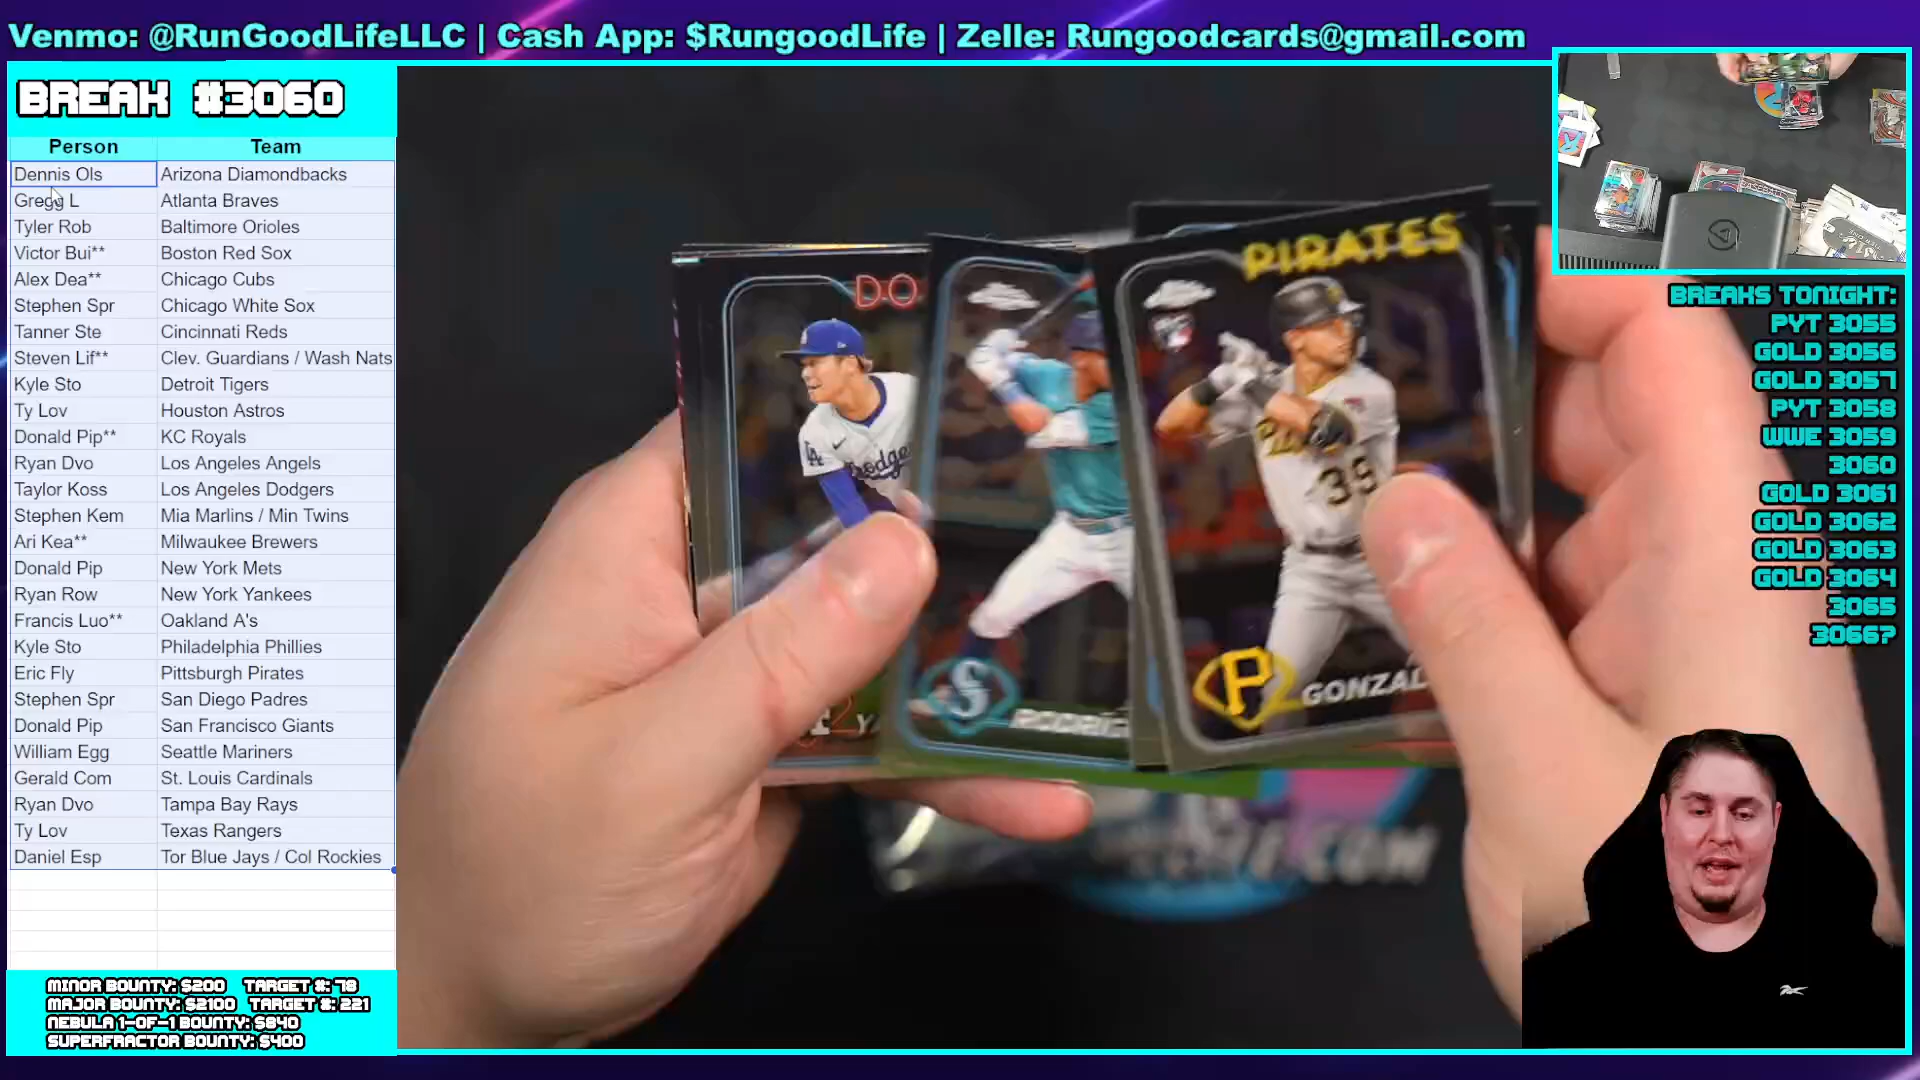 Venmo: @RunGoodLifeLLC | Cash App: $RungoodLife | Zelle: Rungoodcards@gmail.com
BREAK #3060
Person Team
Dennis Ols Arizona Diamondbacks
Gregg L Atlanta Braves
Tyler Rob Baltimore Orioles
Victor Bui** Boston Red Sox
Alex Dea** Chicago Cubs
Stephen Spr Chicago White Sox
Tanner Ste Cincinnati Reds
Steven Lif** Clev. Guardians / Wash Nats
Kyle Sto Detroit Tigers
Ty Lov Houston Astros
Donald Pip** KC Royals
Ryan Dvo Los Angeles Angels
Taylor Koss Los Angeles Dodgers
Stephen Kem Mia Marlins / Min Twins
Ari Kea** Milwaukee Brewers
Donald Pip New York Mets
Ryan Row New York Yankees
Francis Luo** Oakland A's
Kyle Sto Philadelphia Phillies
Eric Fly Pittsburgh Pirates
Stephen Spr San Diego Padres
Donald Pip San Francisco Giants
William Egg Seattle Mariners
Gerald Com St. Louis Cardinals
Ryan Dvo Tampa Bay Rays
Ty Lov Texas Rangers
Daniel Esp Tor Blue Jays / Col Rockies
MINOR BOUNTY: $200 TARGET #: 78
MAJOR BOUNTY: $2100 TARGET #: 221
NEBULA 1-OF-1 BOUNTY: $840
SUPERFRACTOR BOUNTY: $400
DO
LA
PIRATES
39
P
GONZAL
S
RODRÍG
.COM
BREAKS TONIGHT:
PYT 3055
GOLD 3056
GOLD 3057
PYT 3058
WWE 3059
3060
GOLD 3061
GOLD 3062
GOLD 3063
GOLD 3064
3065
3066?